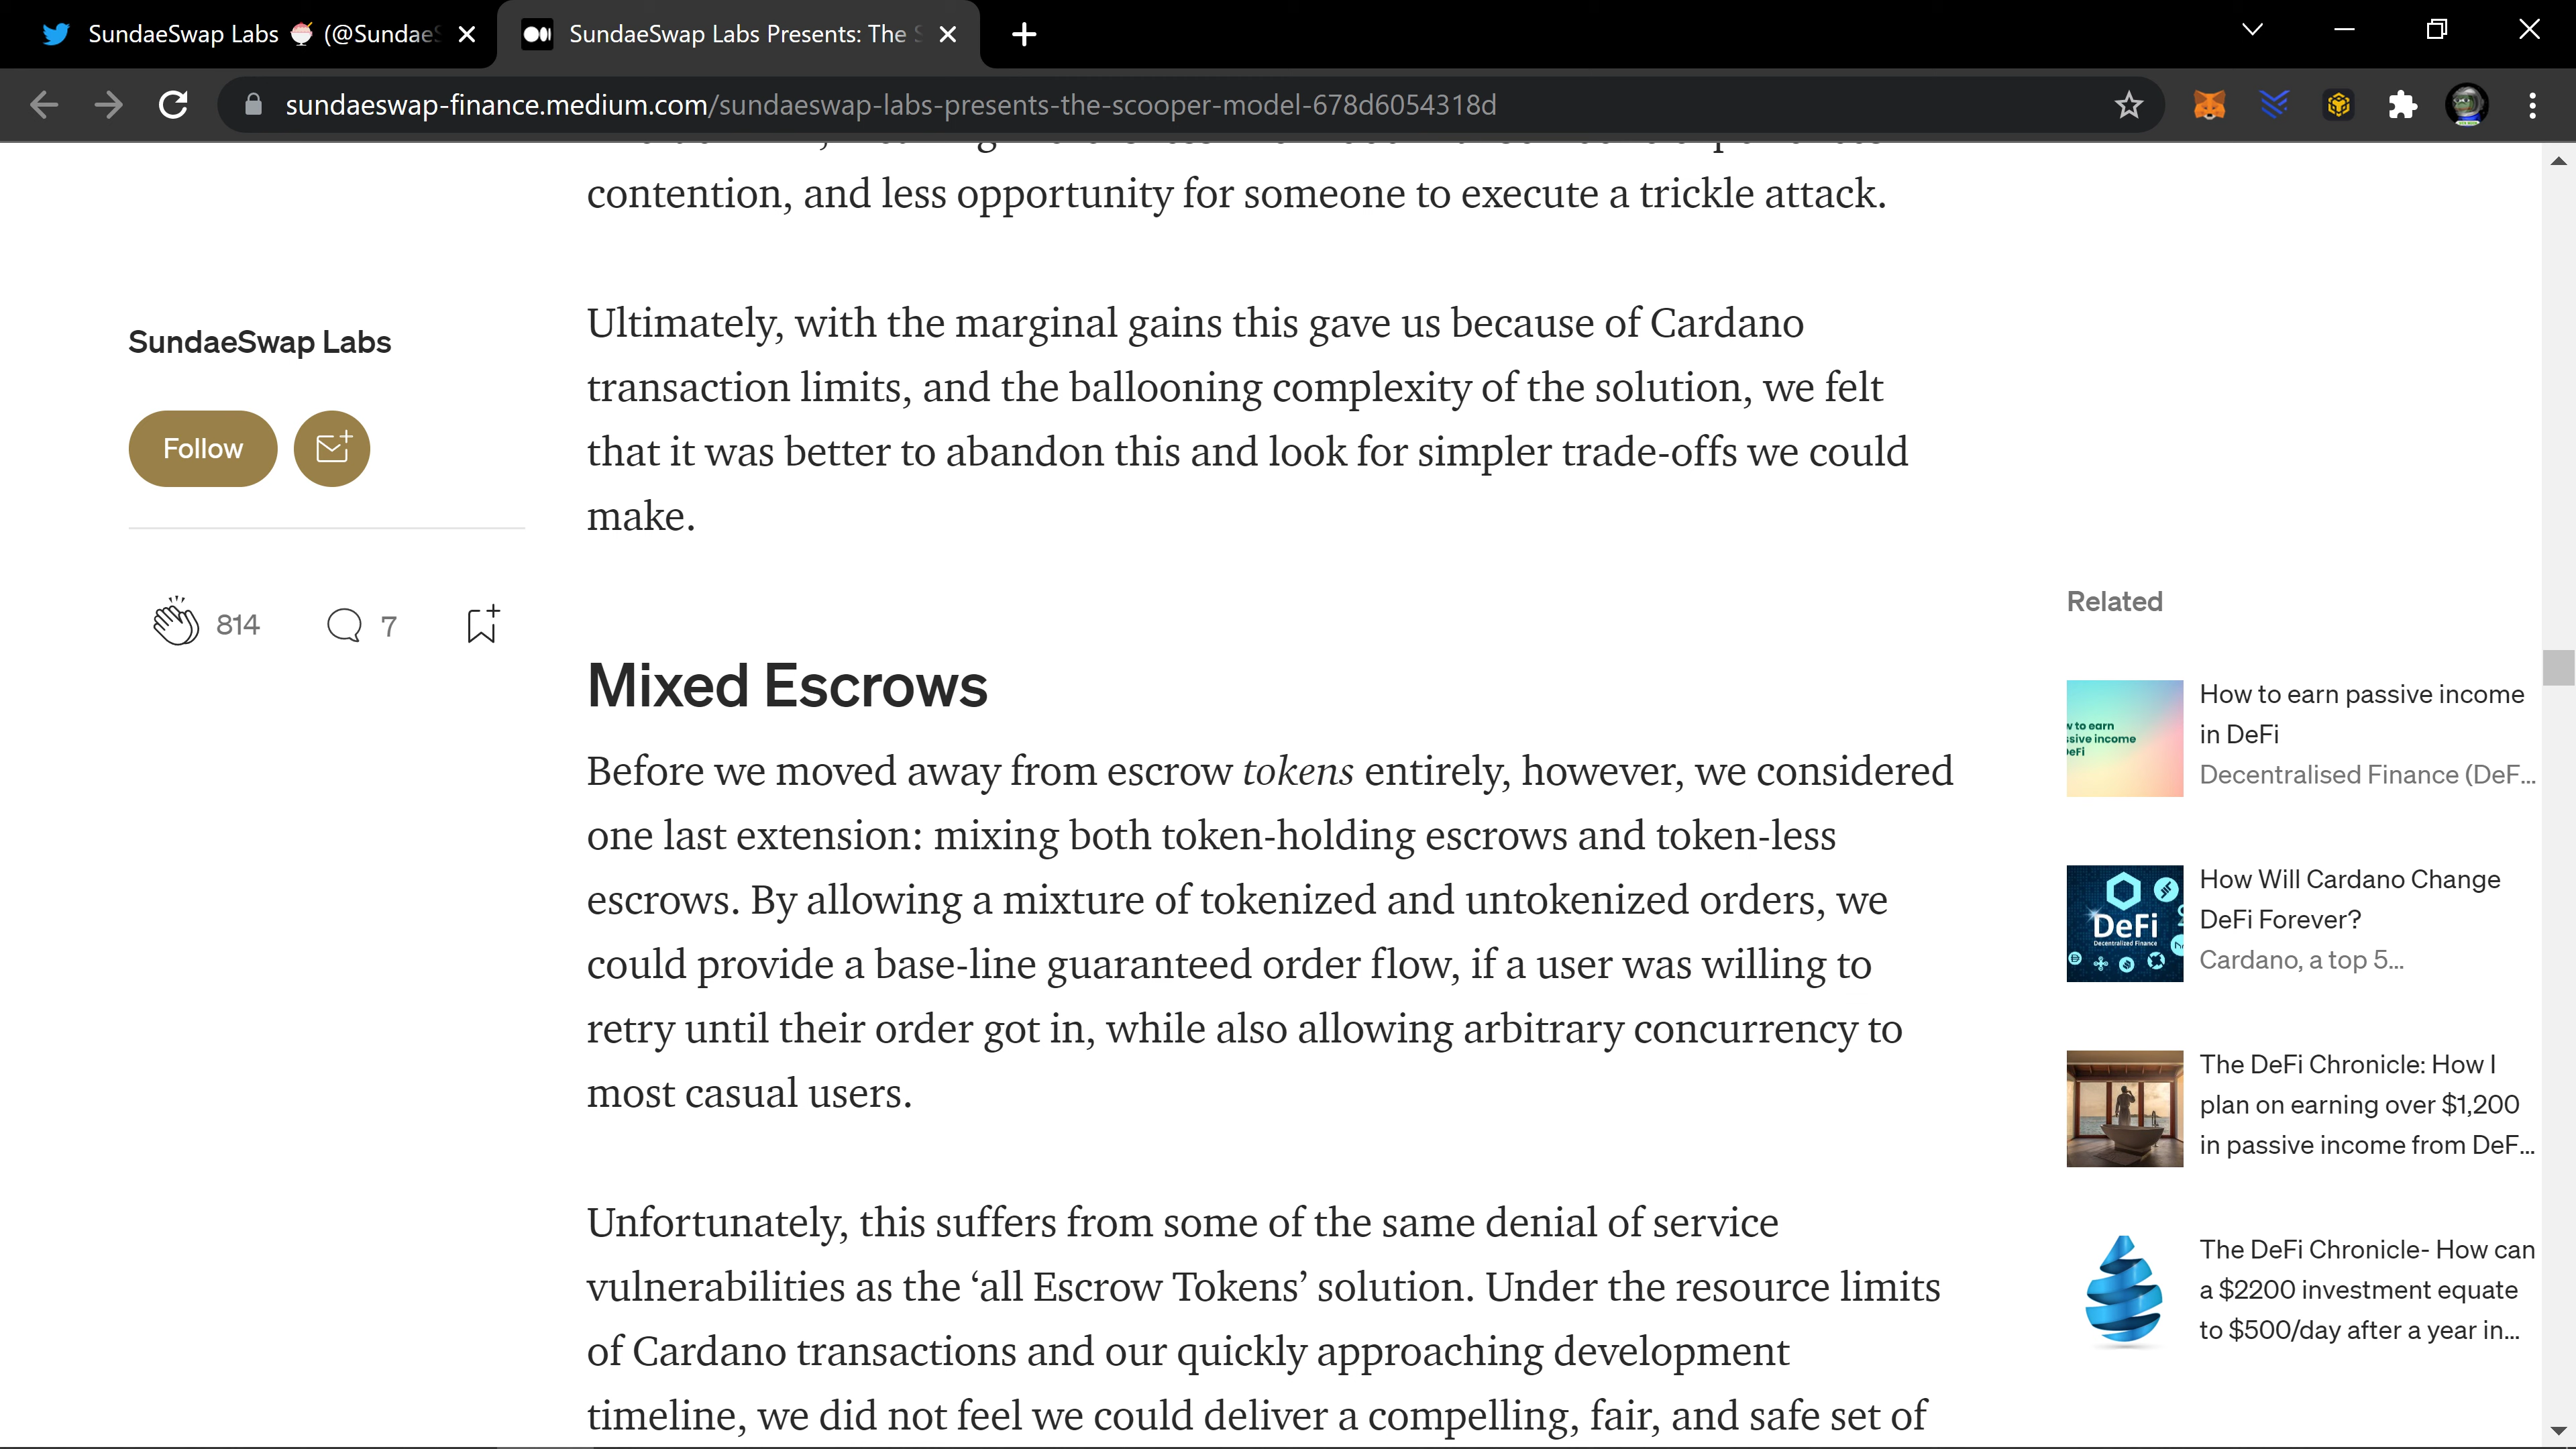 SundaeSwap Labs 🍨 (@Sundae
SundaeSwap Labs Presents: The
sundaeswap-finance.medium.com/sundaeswap-labs-presents-the-scooper-model-678d6054318d
contention, and less opportunity for someone to execute a trickle attack.
Ultimately, with the marginal gains this gave us because of Cardano
transaction limits, and the ballooning complexity of the solution, we felt
that it was better to abandon this and look for simpler trade-offs we could
make.
SundaeSwap Labs
Follow
814
7
Mixed Escrows
Before we moved away from escrow tokens entirely, however, we considered
one last extension: mixing both token-holding escrows and token-less
escrows. By allowing a mixture of tokenized and untokenized orders, we
could provide a base-line guaranteed order flow, if a user was willing to
retry until their order got in, while also allowing arbitrary concurrency to
most casual users.
Unfortunately, this suffers from some of the same denial of service
vulnerabilities as the ‘all Escrow Tokens’ solution. Under the resource limits
of Cardano transactions and our quickly approaching development
timeline, we did not feel we could deliver a compelling, fair, and safe set of
Related
w to earn
ssive income
DeFi
How to earn passive income
in DeFi
Decentralised Finance (DeF...
DeFi
Decentralized Finance
How Will Cardano Change
DeFi Forever?
Cardano, a top 5...
The DeFi Chronicle: How I
plan on earning over $1,200
in passive income from DeF...
The DeFi Chronicle- How can
a $2200 investment equate
to $500/day after a year in...